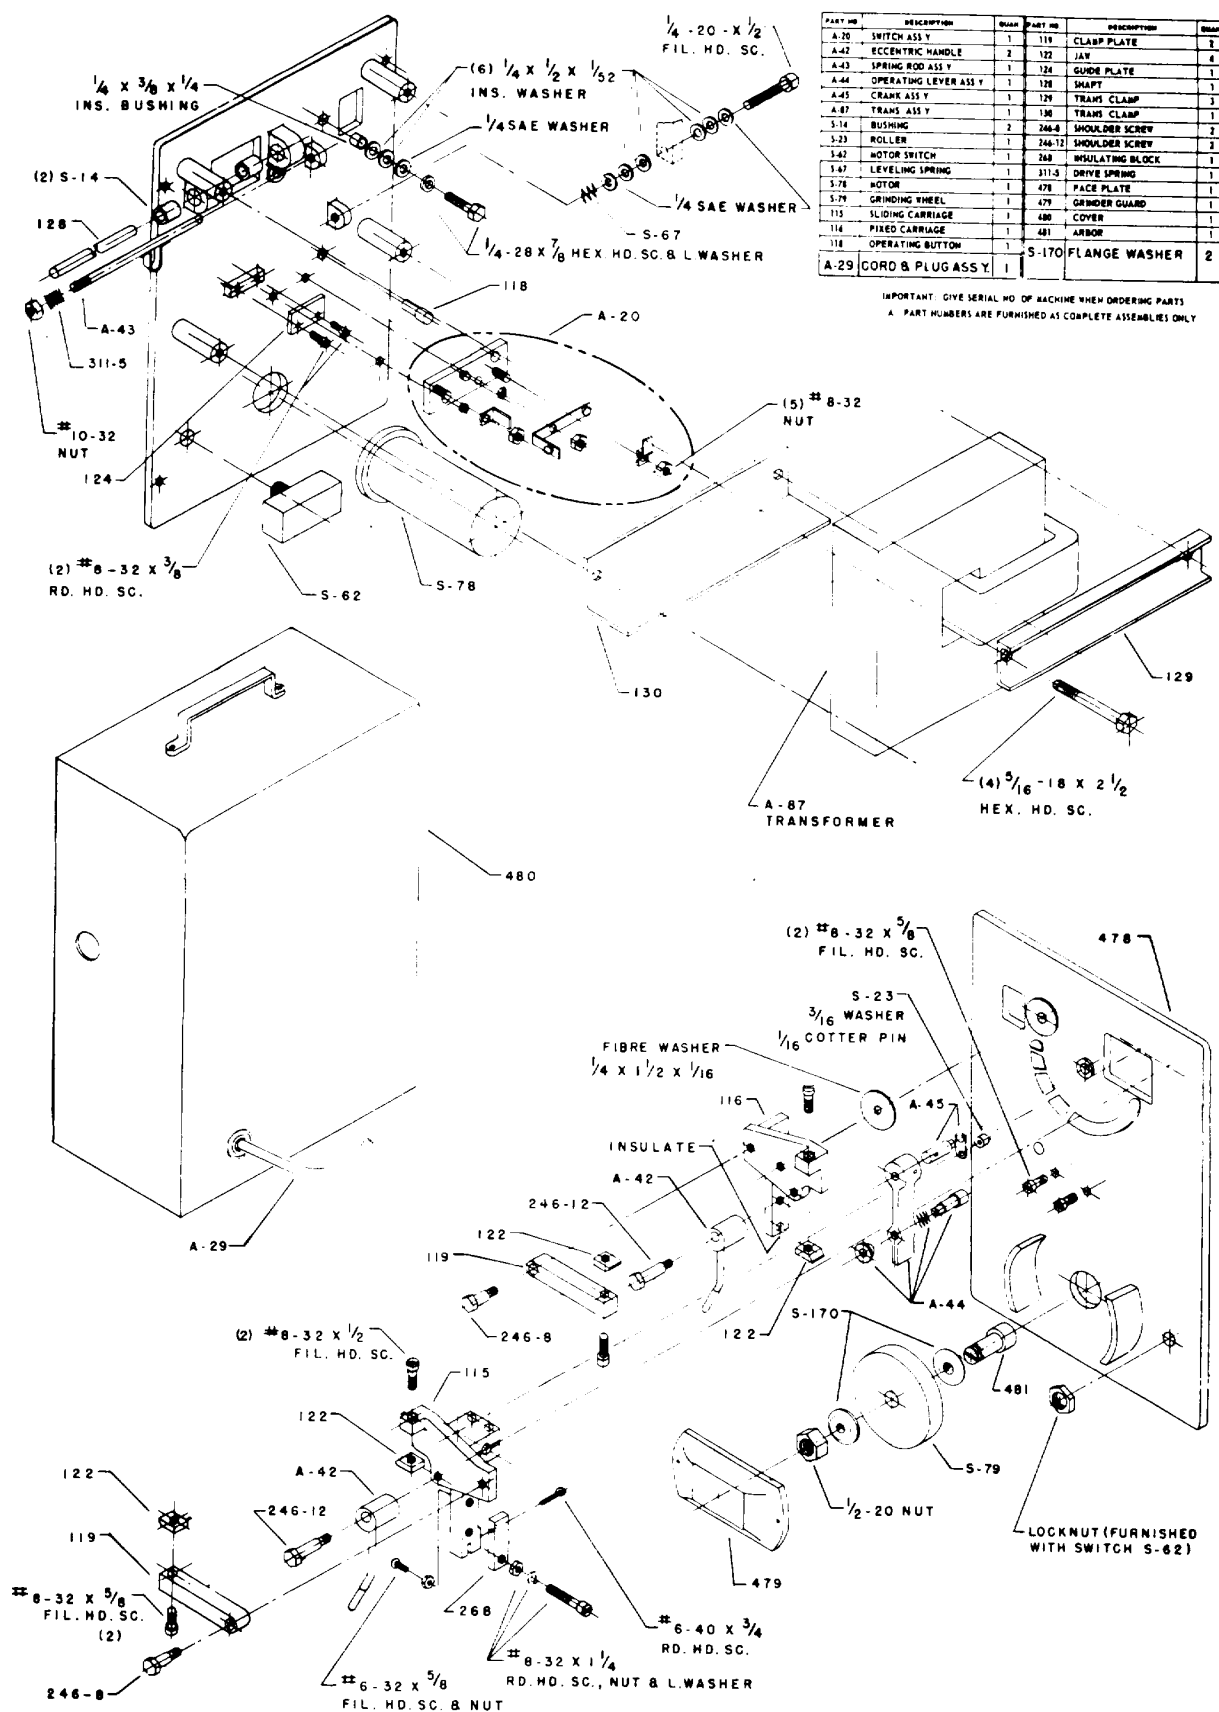 1/4 - 20 - X 1/2
FIL. HD. SC.
1/4 X 3/8 X 1/4
INS. BUSHING
(6) 1/4 X 1/2 X 1/52
INS. WASHER
1/4 SAE WASHER
(2) S-14
128
1/4 SAE WASHER
S-67
1/4-28 X 7/8 HEX. HD. SC. & L. WASHER
118
A-20
A-43
311-5
#10-32
NUT
124
(5) #8-32
NUT
(2) #8-32 X 3/8
RD. HD. SC.
S-62
S-78
130
129
A-87
TRANSFORMER
(4) 5/16-18 X 2 1/2
HEX. HD. SC.
PART NO DESCRIPTION QUAN PART NO DESCRIPTION QUAN
A-20 SWITCH ASS Y 1 119 CLAMP PLATE 2
A-42 ECCENTRIC HANDLE 2 122 JAW 4
A-43 SPRING ROD ASS Y 1 124 GUIDE PLATE 1
A-44 OPERATING LEVER ASS Y 1 128 SHAFT 1
A-45 CRANK ASS Y 1 129 TRANS CLAMP 3
A-87 TRANS ASS Y 1 130 TRANS CLAMP 1
S-14 BUSHING 2 246-8 SHOULDER SCREW 2
S-23 ROLLER 1 246-12 SHOULDER SCREW 2
S-62 MOTOR SWITCH 1 268 INSULATING BLOCK 1
S-67 LEVELING SPRING 1 311-5 DRIVE SPRING 1
S-78 MOTOR 1 478 FACE PLATE 1
S-79 GRINDING WHEEL 1 479 GRINDER GUARD 1
115 SLIDING CARRIAGE 1 480 COVER 1
116 FIXED CARRIAGE 1 481 ARBOR 1
118 OPERATING BUTTON 1 S-170 FLANGE WASHER 2
A-29 CORD & PLUG ASS Y. 1
IMPORTANT: GIVE SERIAL NO. OF MACHINE WHEN ORDERING PARTS
A PART NUMBERS ARE FURNISHED AS COMPLETE ASSEMBLIES ONLY
480
A-29
(2) #8-32 X 5/8
FIL. HD. SC.
478
S-23
3/16 WASHER
1/16 COTTER PIN
FIBRE WASHER
1/4 X 1 1/2 X 1/16
116
A-45
INSULATE
A-42
246-12
122
119
246-8
122
A-44
S-170
481
(2) #8-32 X 1/2
FIL. HD. SC.
115
122
A-42
122
246-12
119
#8-32 X 5/8
FIL. HD. SC.
(2)
246-8
S-79
1/2-20 NUT
LOCKNUT (FURNISHED
WITH SWITCH S-62)
479
268
#6-40 X 3/4
RD. HD. SC.
#8-32 X 1 1/4
RD. HD. SC., NUT & L. WASHER
#6-32 X 5/8
FIL. HD. SC. & NUT